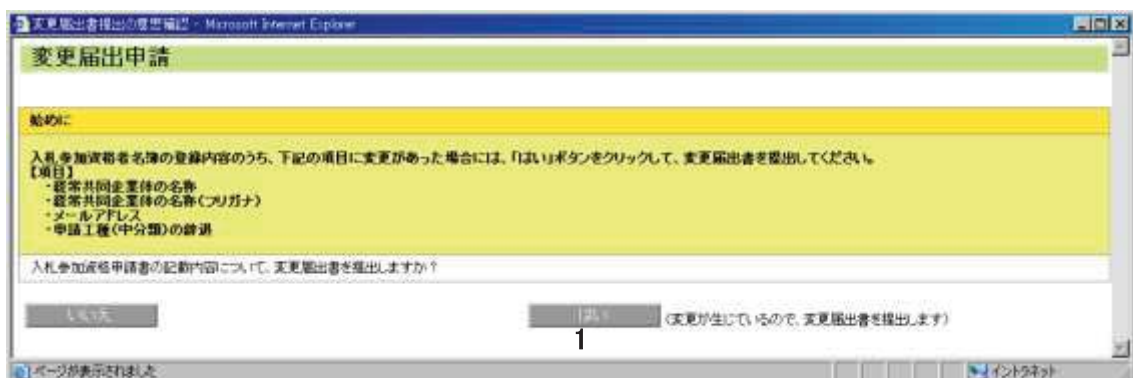 変更届出書提出の意思確認 - Microsoft Internet Explorer
変更届出申請
始めに
入札参加資格者名簿の登録内容のうち、下記の項目に変更があった場合には、「はい」ボタンをクリックして、変更届出書を提出してください。
【項目】
・経常共同企業体の名称
・経常共同企業体の名称(フリガナ)
・メールアドレス
・申請工種(中分類)の辞退
入札参加資格申請書の記載内容について、変更届出書を提出しますか?
いいえ
はい
(変更が生じているので、変更届出書を提出します)
1
ページが表示されました
イントラネット